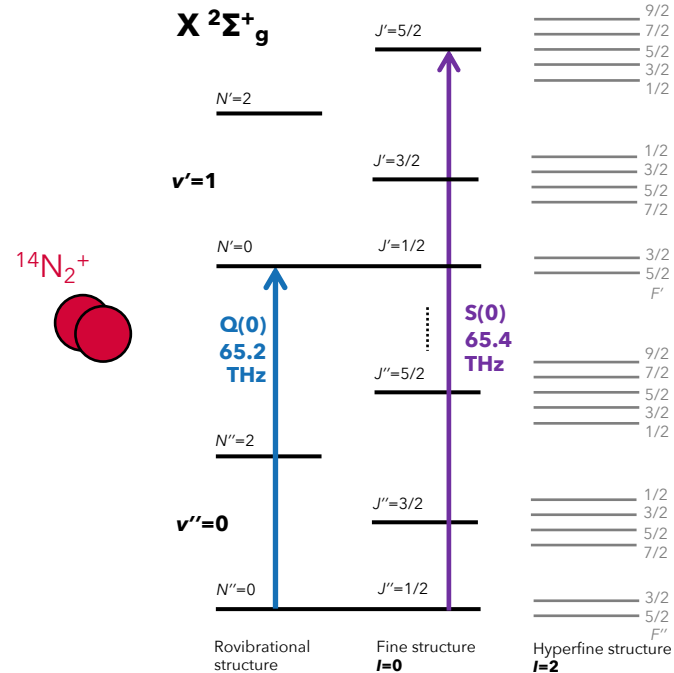 X ²Σ⁺g
J′=5/2
9/2
7/2
5/2
3/2
1/2
N′=2
v′=1
J′=3/2
1/2
3/2
5/2
7/2
N′=0
J′=1/2
3/2
5/2
F′
¹⁴N₂⁺
Q(0)
65.2
THz
S(0)
65.4
THz
J″=5/2
9/2
7/2
5/2
3/2
1/2
N″=2
v″=0
J″=3/2
1/2
3/2
5/2
7/2
N″=0
J″=1/2
3/2
5/2
F″
Rovibrational
structure
Fine structure
I=0
Hyperfine structure
I=2